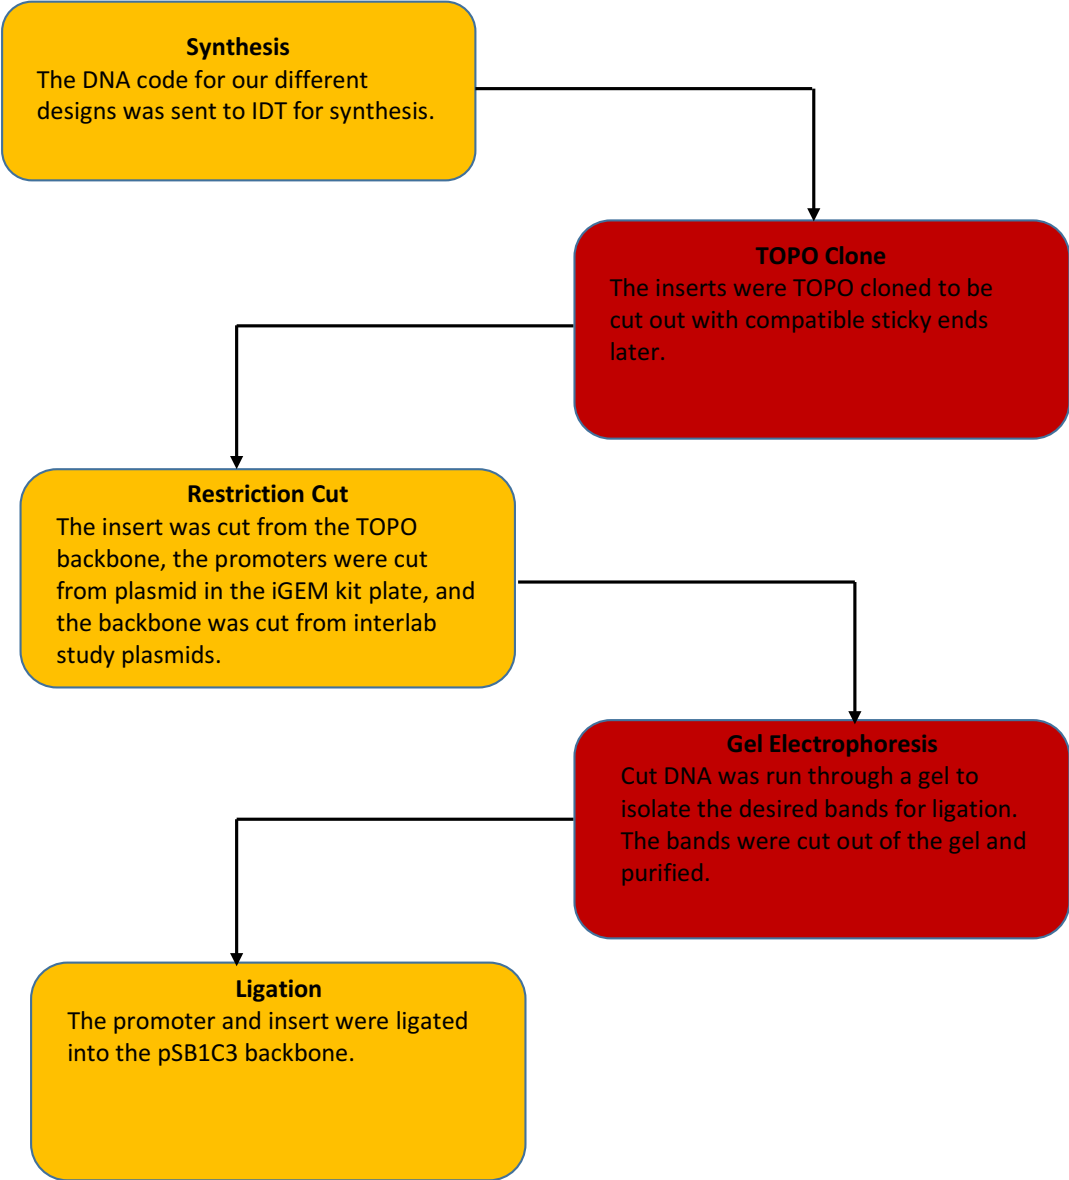 Synthesis
The DNA code for our different
designs was sent to IDT for synthesis.
TOPO Clone
The inserts were TOPO cloned to be
cut out with compatible sticky ends
later.
Restriction Cut
The insert was cut from the TOPO
backbone, the promoters were cut
from plasmid in the iGEM kit plate, and
the backbone was cut from interlab
study plasmids.
Gel Electrophoresis
Cut DNA was run through a gel to
isolate the desired bands for ligation.
The bands were cut out of the gel and
purified.
Ligation
The promoter and insert were ligated
into the pSB1C3 backbone.